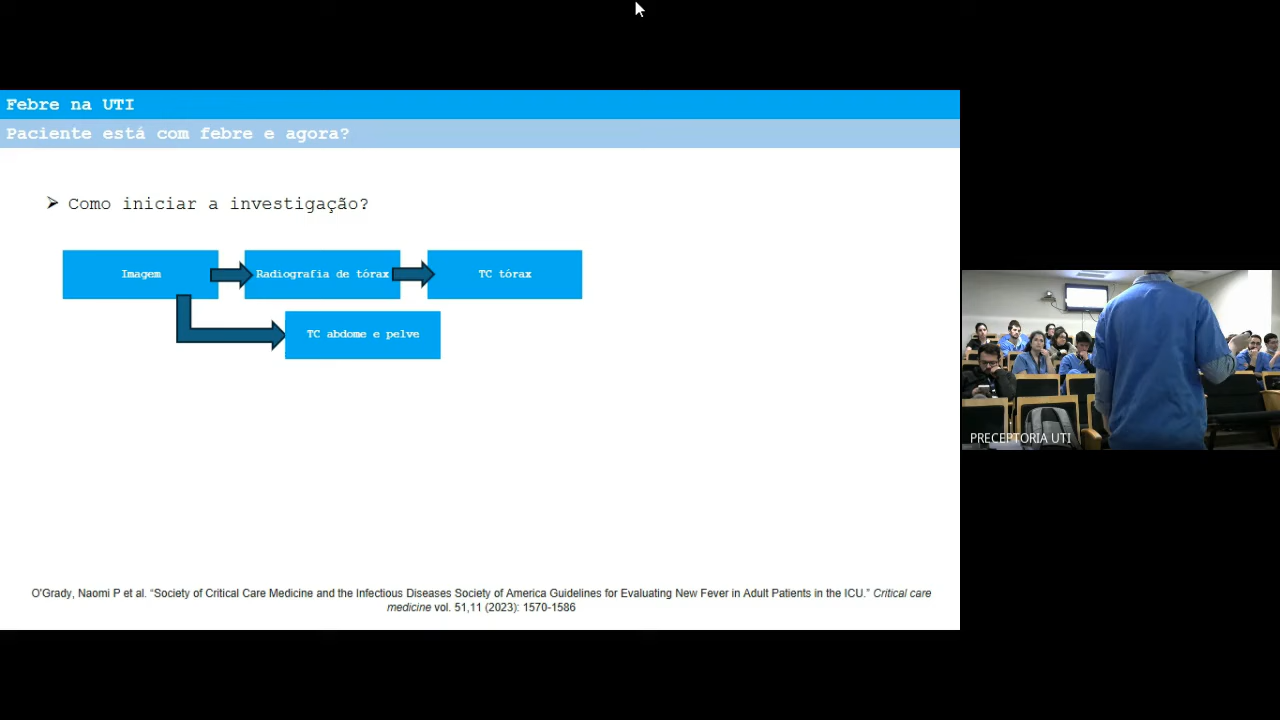 Febre na UTI
Paciente está com febre e agora?
➢ Como iniciar a investigação?
Imagem
Radiografia de tórax
TC tórax
TC abdome e pelve
O'Grady, Naomi P et al. “Society of Critical Care Medicine and the Infectious Diseases Society of America Guidelines for Evaluating New Fever in Adult Patients in the ICU.” Critical care
medicine vol. 51,11 (2023): 1570-1586
PRECEPTORIA UTI